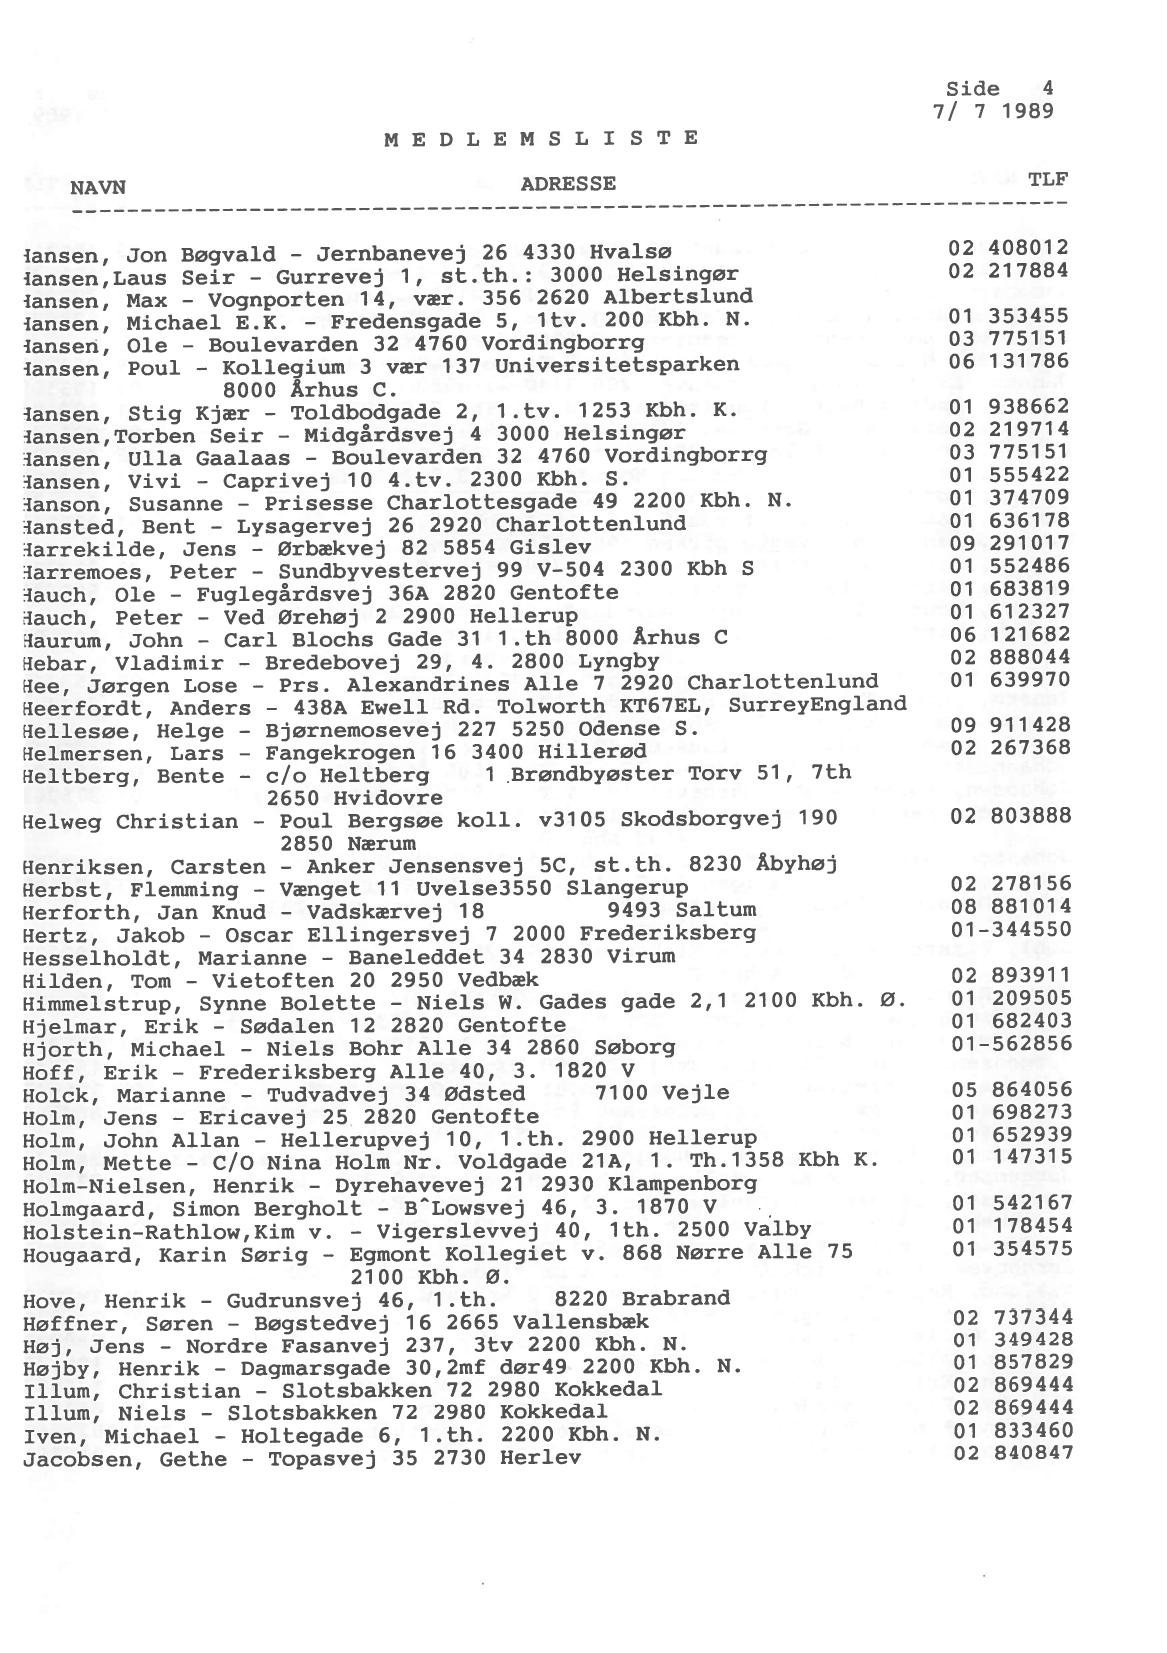 Side 4
7/ 7 1989
M E D L E M S L I S T E
NAVN ADRESSE TLF
------------------------------------------------------------------------
Hansen, Jon Bøgvald - Jernbanevej 26 4330 Hvalsø 02 408012
Hansen,Laus Seir - Gurrevej 1, st.th.: 3000 Helsingør 02 217884
Hansen, Max - Vognporten 14, vær. 356 2620 Albertslund
Hansen, Michael E.K. - Fredensgade 5, 1tv. 200 Kbh. N. 01 353455
Hansen, Ole - Boulevarden 32 4760 Vordingborrg 03 775151
Hansen, Poul - Kollegium 3 vær 137 Universitetsparken 06 131786
8000 Århus C.
Hansen, Stig Kjær - Toldbodgade 2, 1.tv. 1253 Kbh. K. 01 938662
Hansen,Torben Seir - Midgårdsvej 4 3000 Helsingør 02 219714
Hansen, Ulla Gaalaas - Boulevarden 32 4760 Vordingborrg 03 775151
Hansen, Vivi - Caprivej 10 4.tv. 2300 Kbh. S. 01 555422
Hanson, Susanne - Prisesse Charlottesgade 49 2200 Kbh. N. 01 374709
Hansted, Bent - Lysagervej 26 2920 Charlottenlund 01 636178
Harrekilde, Jens - Ørbækvej 82 5854 Gislev 09 291017
Harremoes, Peter - Sundbyvestervej 99 V-504 2300 Kbh S 01 552486
Hauch, Ole - Fuglegårdsvej 36A 2820 Gentofte 01 683819
Hauch, Peter - Ved Ørehøj 2 2900 Hellerup 01 612327
Haurum, John - Carl Blochs Gade 31 1.th 8000 Århus C 06 121682
Hebar, Vladimir - Bredebovej 29, 4. 2800 Lyngby 02 888044
Hee, Jørgen Lose - Prs. Alexandrines Alle 7 2920 Charlottenlund 01 639970
Heerfordt, Anders - 438A Ewell Rd. Tolworth KT67EL, SurreyEngland
Hellesøe, Helge - Bjørnemosevej 227 5250 Odense S. 09 911428
Helmersen, Lars - Fangekrogen 16 3400 Hillerød 02 267368
Heltberg, Bente - c/o Heltberg 1 Brøndbyøster Torv 51, 7th
2650 Hvidovre
Helweg Christian - Poul Bergsøe koll. v3105 Skodsborgvej 190 02 803888
2850 Nærum
Henriksen, Carsten - Anker Jensensvej 5C, st.th. 8230 Åbyhøj
Herbst, Flemming - Vænget 11 Uvelse3550 Slangerup 02 278156
Herforth, Jan Knud - Vadskærvej 18 9493 Saltum 08 881014
Hertz, Jakob - Oscar Ellingersvej 7 2000 Frederiksberg 01-344550
Hesselholdt, Marianne - Baneleddet 34 2830 Virum
Hilden, Tom - Vietoften 20 2950 Vedbæk 02 893911
Himmelstrup, Synne Bolette - Niels W. Gades gade 2,1 2100 Kbh. Ø. 01 209505
Hjelmar, Erik - Sødalen 12 2820 Gentofte 01 682403
Hjorth, Michael - Niels Bohr Alle 34 2860 Søborg 01-562856
Hoff, Erik - Frederiksberg Alle 40, 3. 1820 V
Holck, Marianne - Tudvadvej 34 Ødsted 7100 Vejle 05 864056
Holm, Jens - Ericavej 25 2820 Gentofte 01 698273
Holm, John Allan - Hellerupvej 10, 1.th. 2900 Hellerup 01 652939
Holm, Mette - C/O Nina Holm Nr. Voldgade 21A, 1. Th.1358 Kbh K. 01 147315
Holm-Nielsen, Henrik - Dyrehavevej 21 2930 Klampenborg
Holmgaard, Simon Bergholt - B^Lowsvej 46, 3. 1870 V 01 542167
Holstein-Rathlow,Kim v. - Vigerslevvej 40, 1th. 2500 Valby 01 178454
Hougaard, Karin Sørig - Egmont Kollegiet v. 868 Nørre Alle 75 01 354575
2100 Kbh. Ø.
Hove, Henrik - Gudrunsvej 46, 1.th. 8220 Brabrand
Høffner, Søren - Bøgstedvej 16 2665 Vallensbæk 02 737344
Høj, Jens - Nordre Fasanvej 237, 3tv 2200 Kbh. N. 01 349428
Højby, Henrik - Dagmarsgade 30,2mf dør49 2200 Kbh. N. 01 857829
Illum, Christian - Slotsbakken 72 2980 Kokkedal 02 869444
Illum, Niels - Slotsbakken 72 2980 Kokkedal 02 869444
Iven, Michael - Holtegade 6, 1.th. 2200 Kbh. N. 01 833460
Jacobsen, Gethe - Topasvej 35 2730 Herlev 02 840847